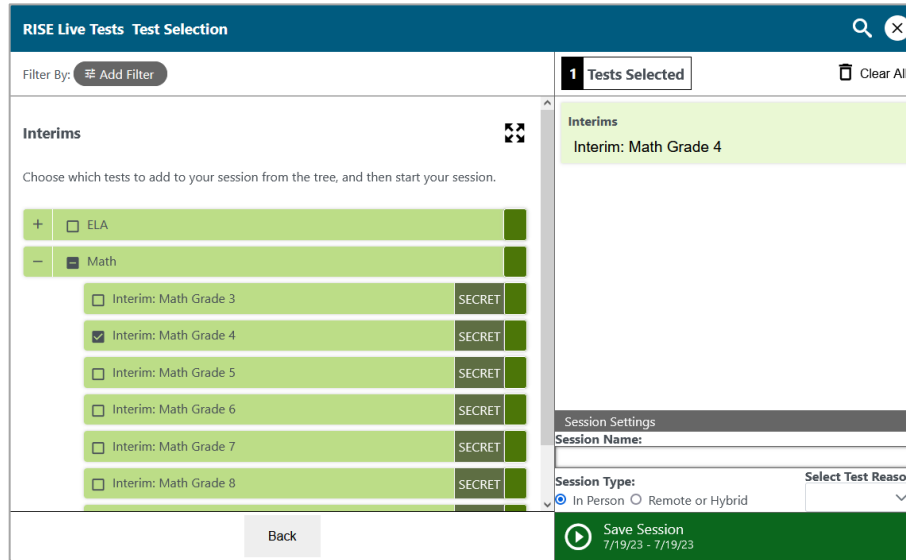 RISE Live Tests Test Selection
Filter By: Add Filter
1 Tests Selected
Clear All
Interims
Choose which tests to add to your session from the tree, and then start your session.
+ ELA
− Math
Interim: Math Grade 3 SECRET
Interim: Math Grade 4 SECRET
Interim: Math Grade 5 SECRET
Interim: Math Grade 6 SECRET
Interim: Math Grade 7 SECRET
Interim: Math Grade 8 SECRET
Back
Interims
Interim: Math Grade 4
Session Settings
Session Name:
Session Type:
In Person Remote or Hybrid
Select Test Reaso
Save Session
7/19/23 - 7/19/23